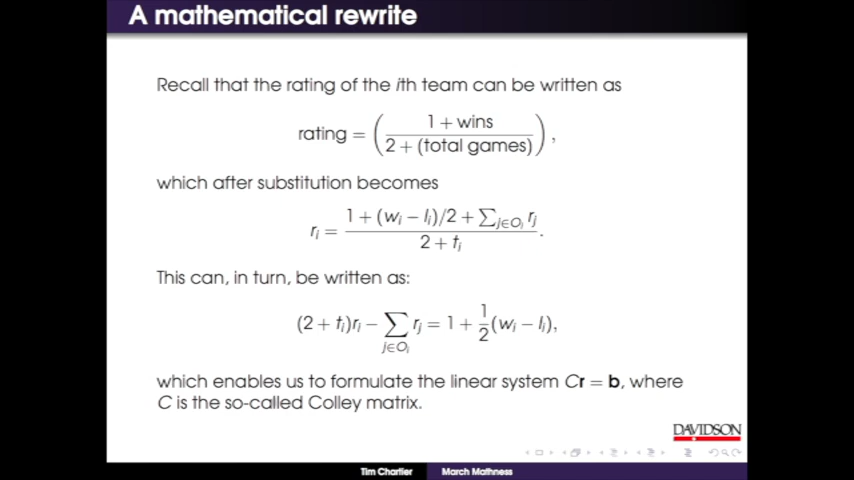 A mathematical rewrite
Recall that the rating of the ith team can be written as
rating = ( 1 + wins / 2 + (total games) ) ,
which after substitution becomes
r_i = 1 + (w_i − l_i)/2 + ∑_{j∈O_i} r_j / 2 + t_i .
This can, in turn, be written as:
(2 + t_i)r_i − ∑_{j∈O_i} r_j = 1 + 1/2 (w_i − l_i),
which enables us to formulate the linear system Cr = b, where
C is the so-called Colley matrix.
DAVIDSON
Tim Chartier March Mathness